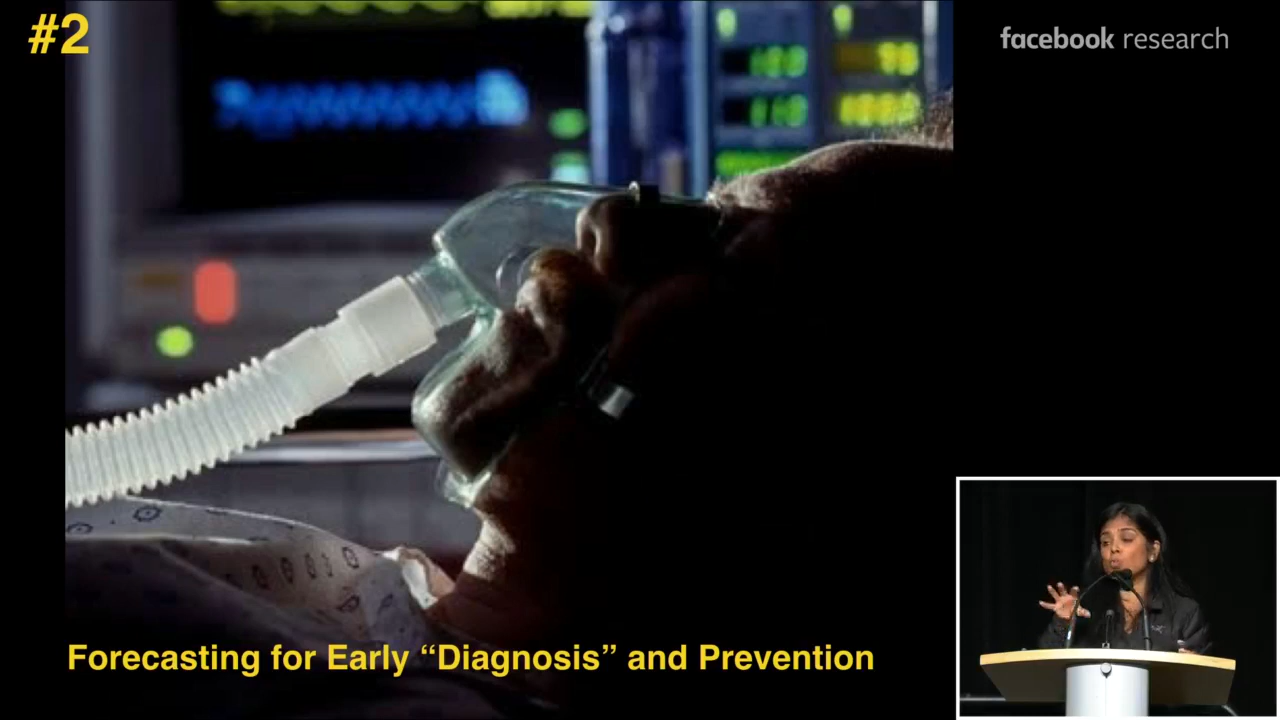 #2
facebook research
Forecasting for Early “Diagnosis” and Prevention